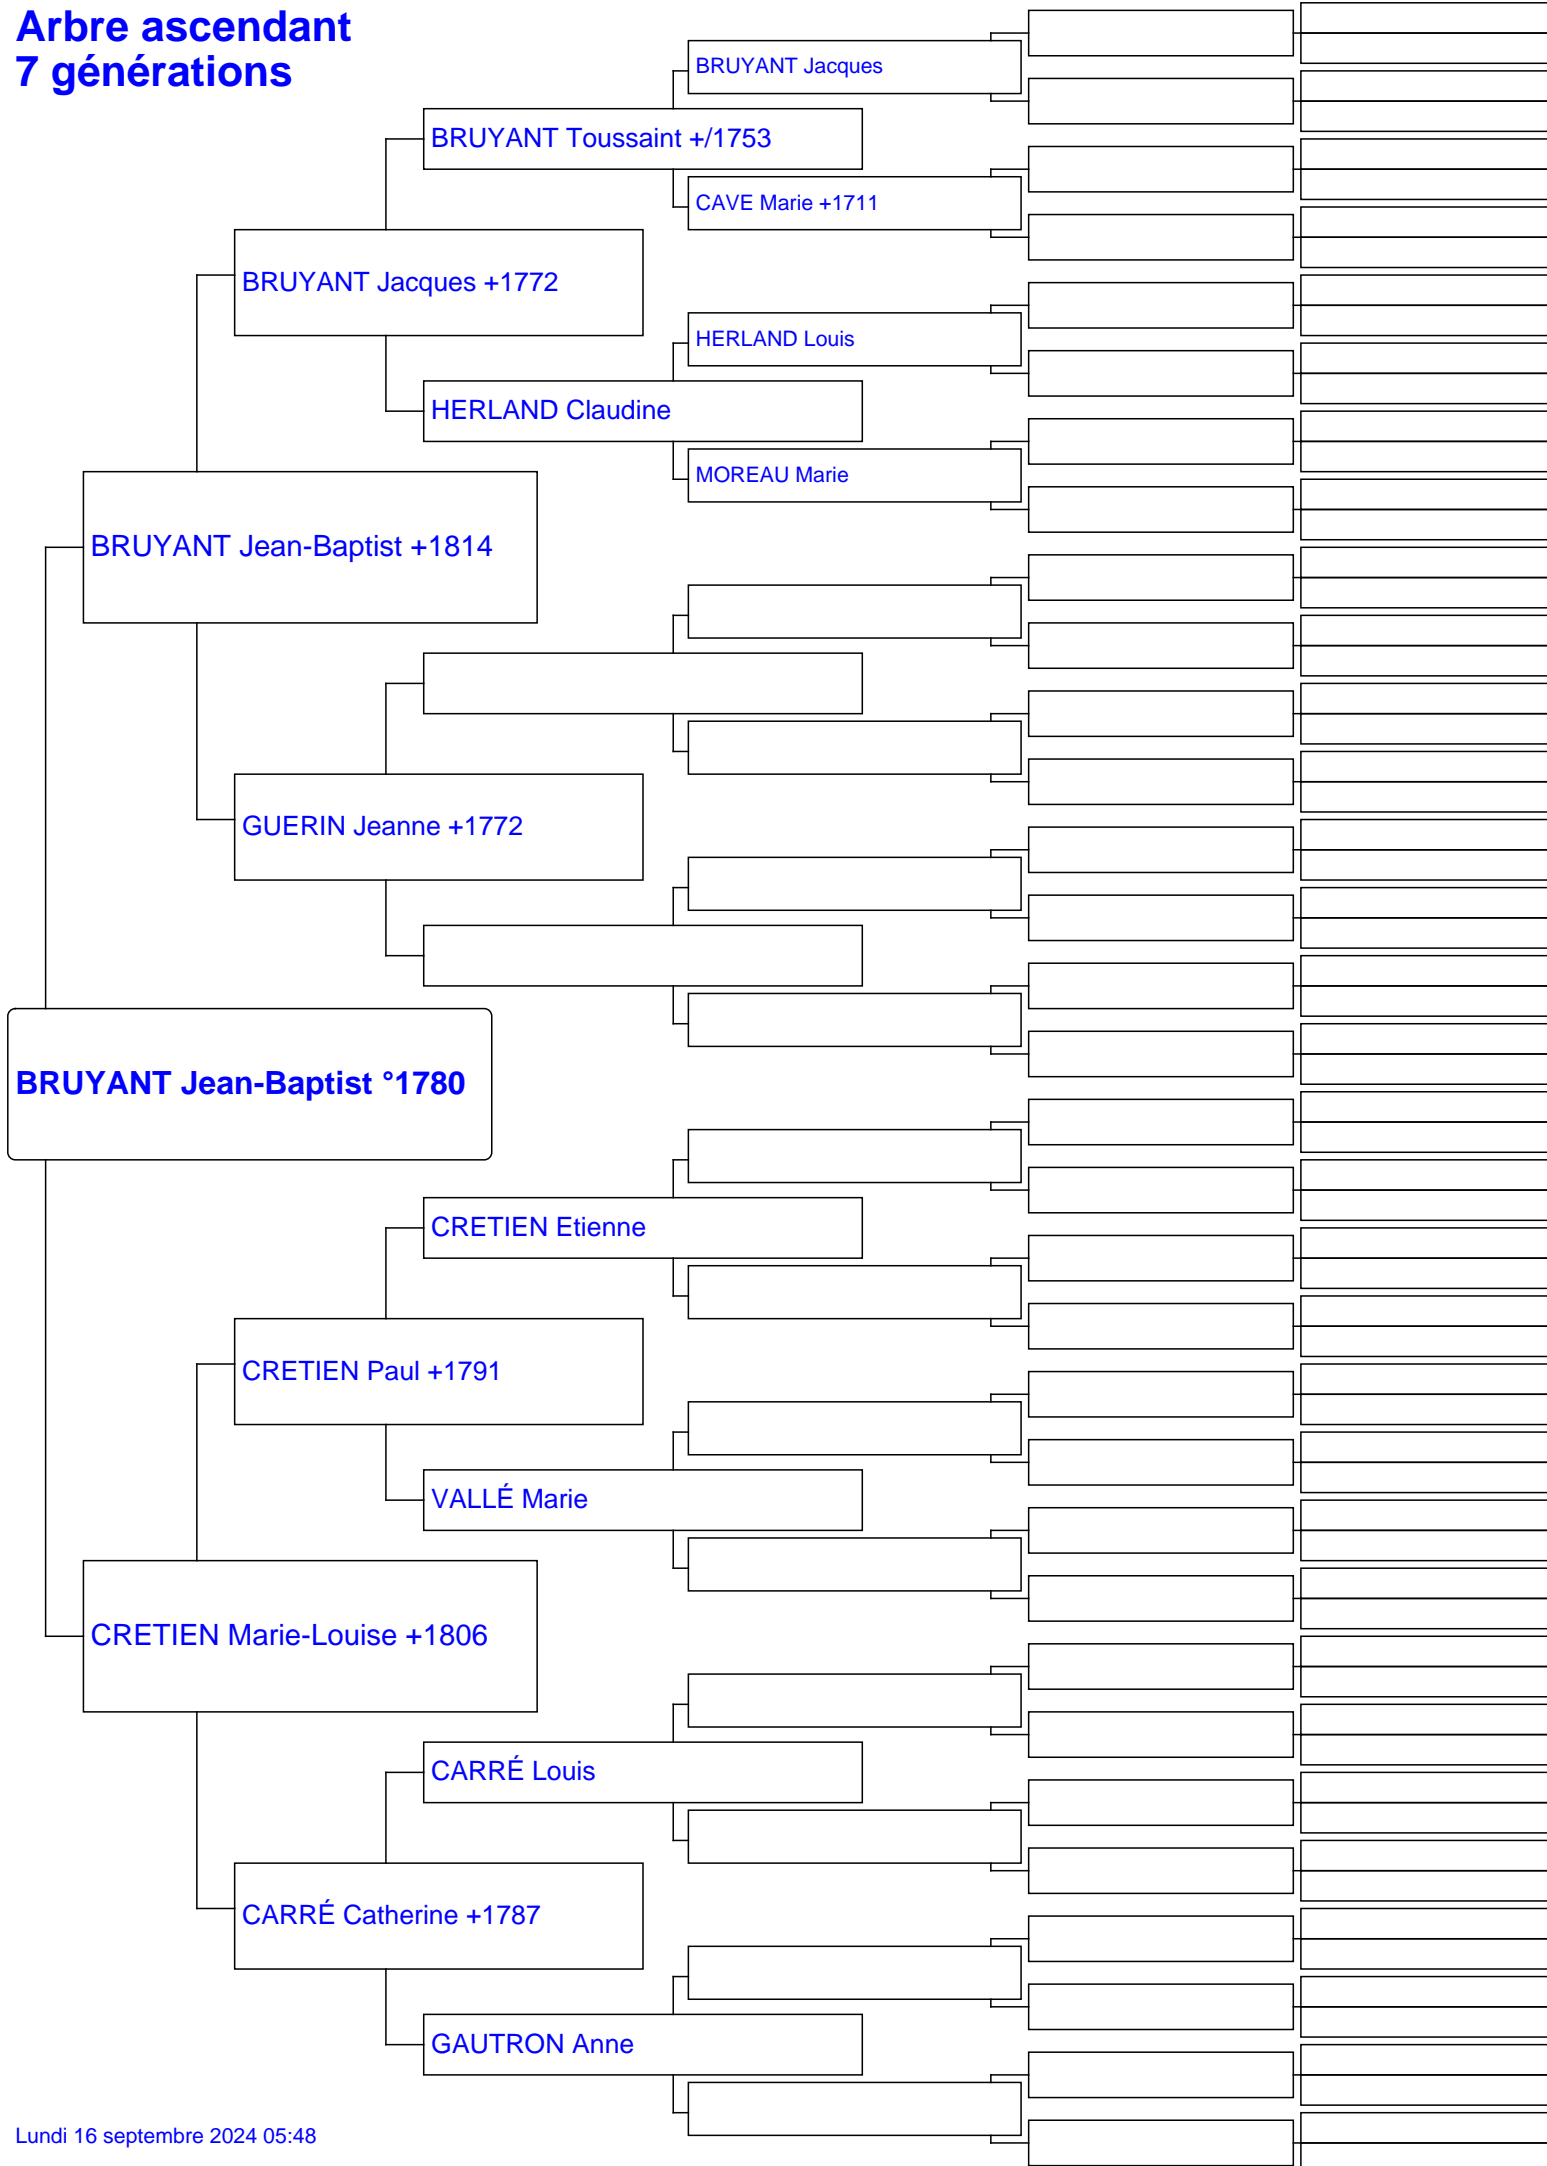 Arbre ascendant
7 générations
BRUYANT Jacques
BRUYANT Toussaint +/1753
CAVE Marie +1711
BRUYANT Jacques +1772
HERLAND Louis
HERLAND Claudine
MOREAU Marie
BRUYANT Jean-Baptist +1814
GUERIN Jeanne +1772
BRUYANT Jean-Baptist °1780
CRETIEN Etienne
CRETIEN Paul +1791
VALLÉ Marie
CRETIEN Marie-Louise +1806
CARRÉ Louis
CARRÉ Catherine +1787
GAUTRON Anne
Lundi 16 septembre 2024 05:48